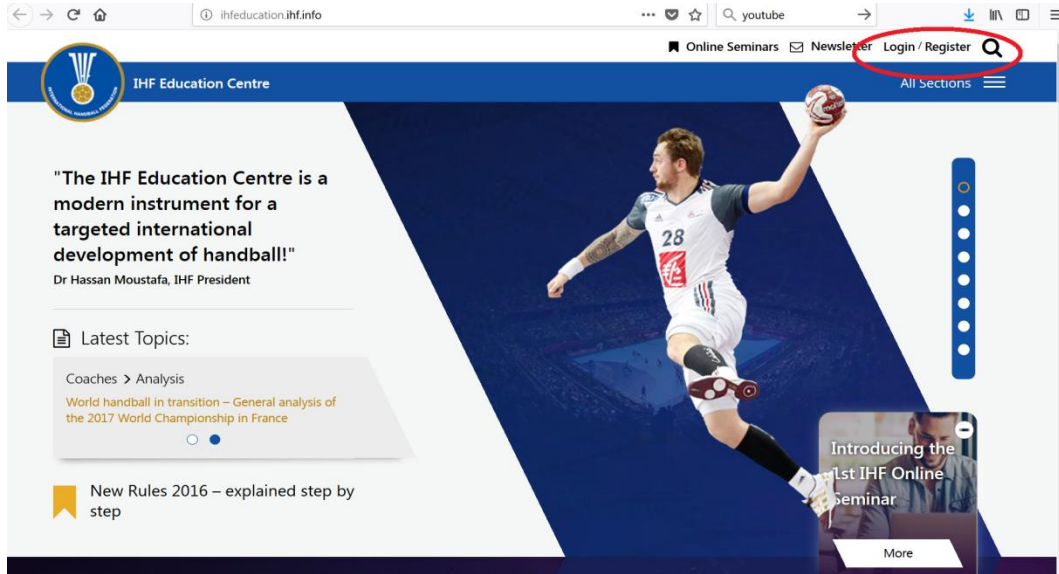 ihfeducation.ihf.info
youtube
Online Seminars
Newsletter
Login / Register
INTERNATIONAL HANDBALL FEDERATION
IHF Education Centre
All Sections
"The IHF Education Centre is a
modern instrument for a
targeted international
development of handball!"
Dr Hassan Moustafa, IHF President
28
Latest Topics:
Coaches > Analysis
World handball in transition – General analysis of
the 2017 World Championship in France
New Rules 2016 – explained step by
step
Introducing the
1st IHF Online
Seminar
More